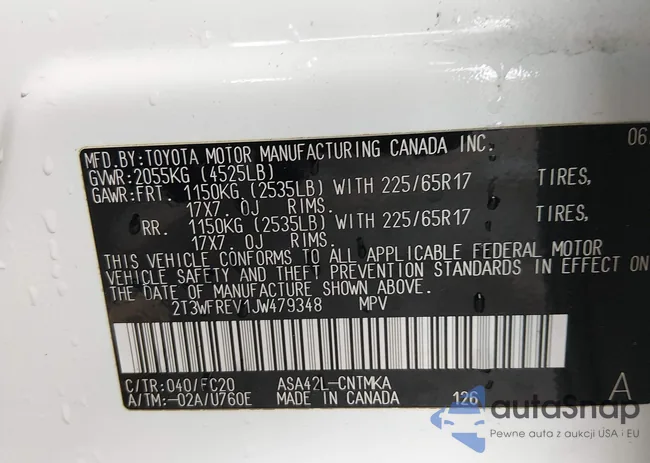 MFD.BY:TOYOTA MOTOR MANUFACTURING CANADA INC. 06
GVWR:2055KG (4525LB)
GAWR:FRT. 1150KG (2535LB) WITH 225/65R17 TIRES,
17X7.0J RIMS.
RR. 1150KG (2535LB) WITH 225/65R17 TIRES,
17X7.0J RIMS.
THIS VEHICLE CONFORMS TO ALL APPLICABLE FEDERAL MOTOR
VEHICLE SAFETY AND THEFT PREVENTION STANDARDS IN EFFECT
THE DATE OF MANUFACTURE SHOWN ABOVE.
2T3WFREV1JW479348 MPV
C/TR:040/FC20 ASA42L-CNTMKA
A/TM:-02A/U760E MADE IN CANADA 126 A
autoSnap
Pewne auta z aukcji USA i EU